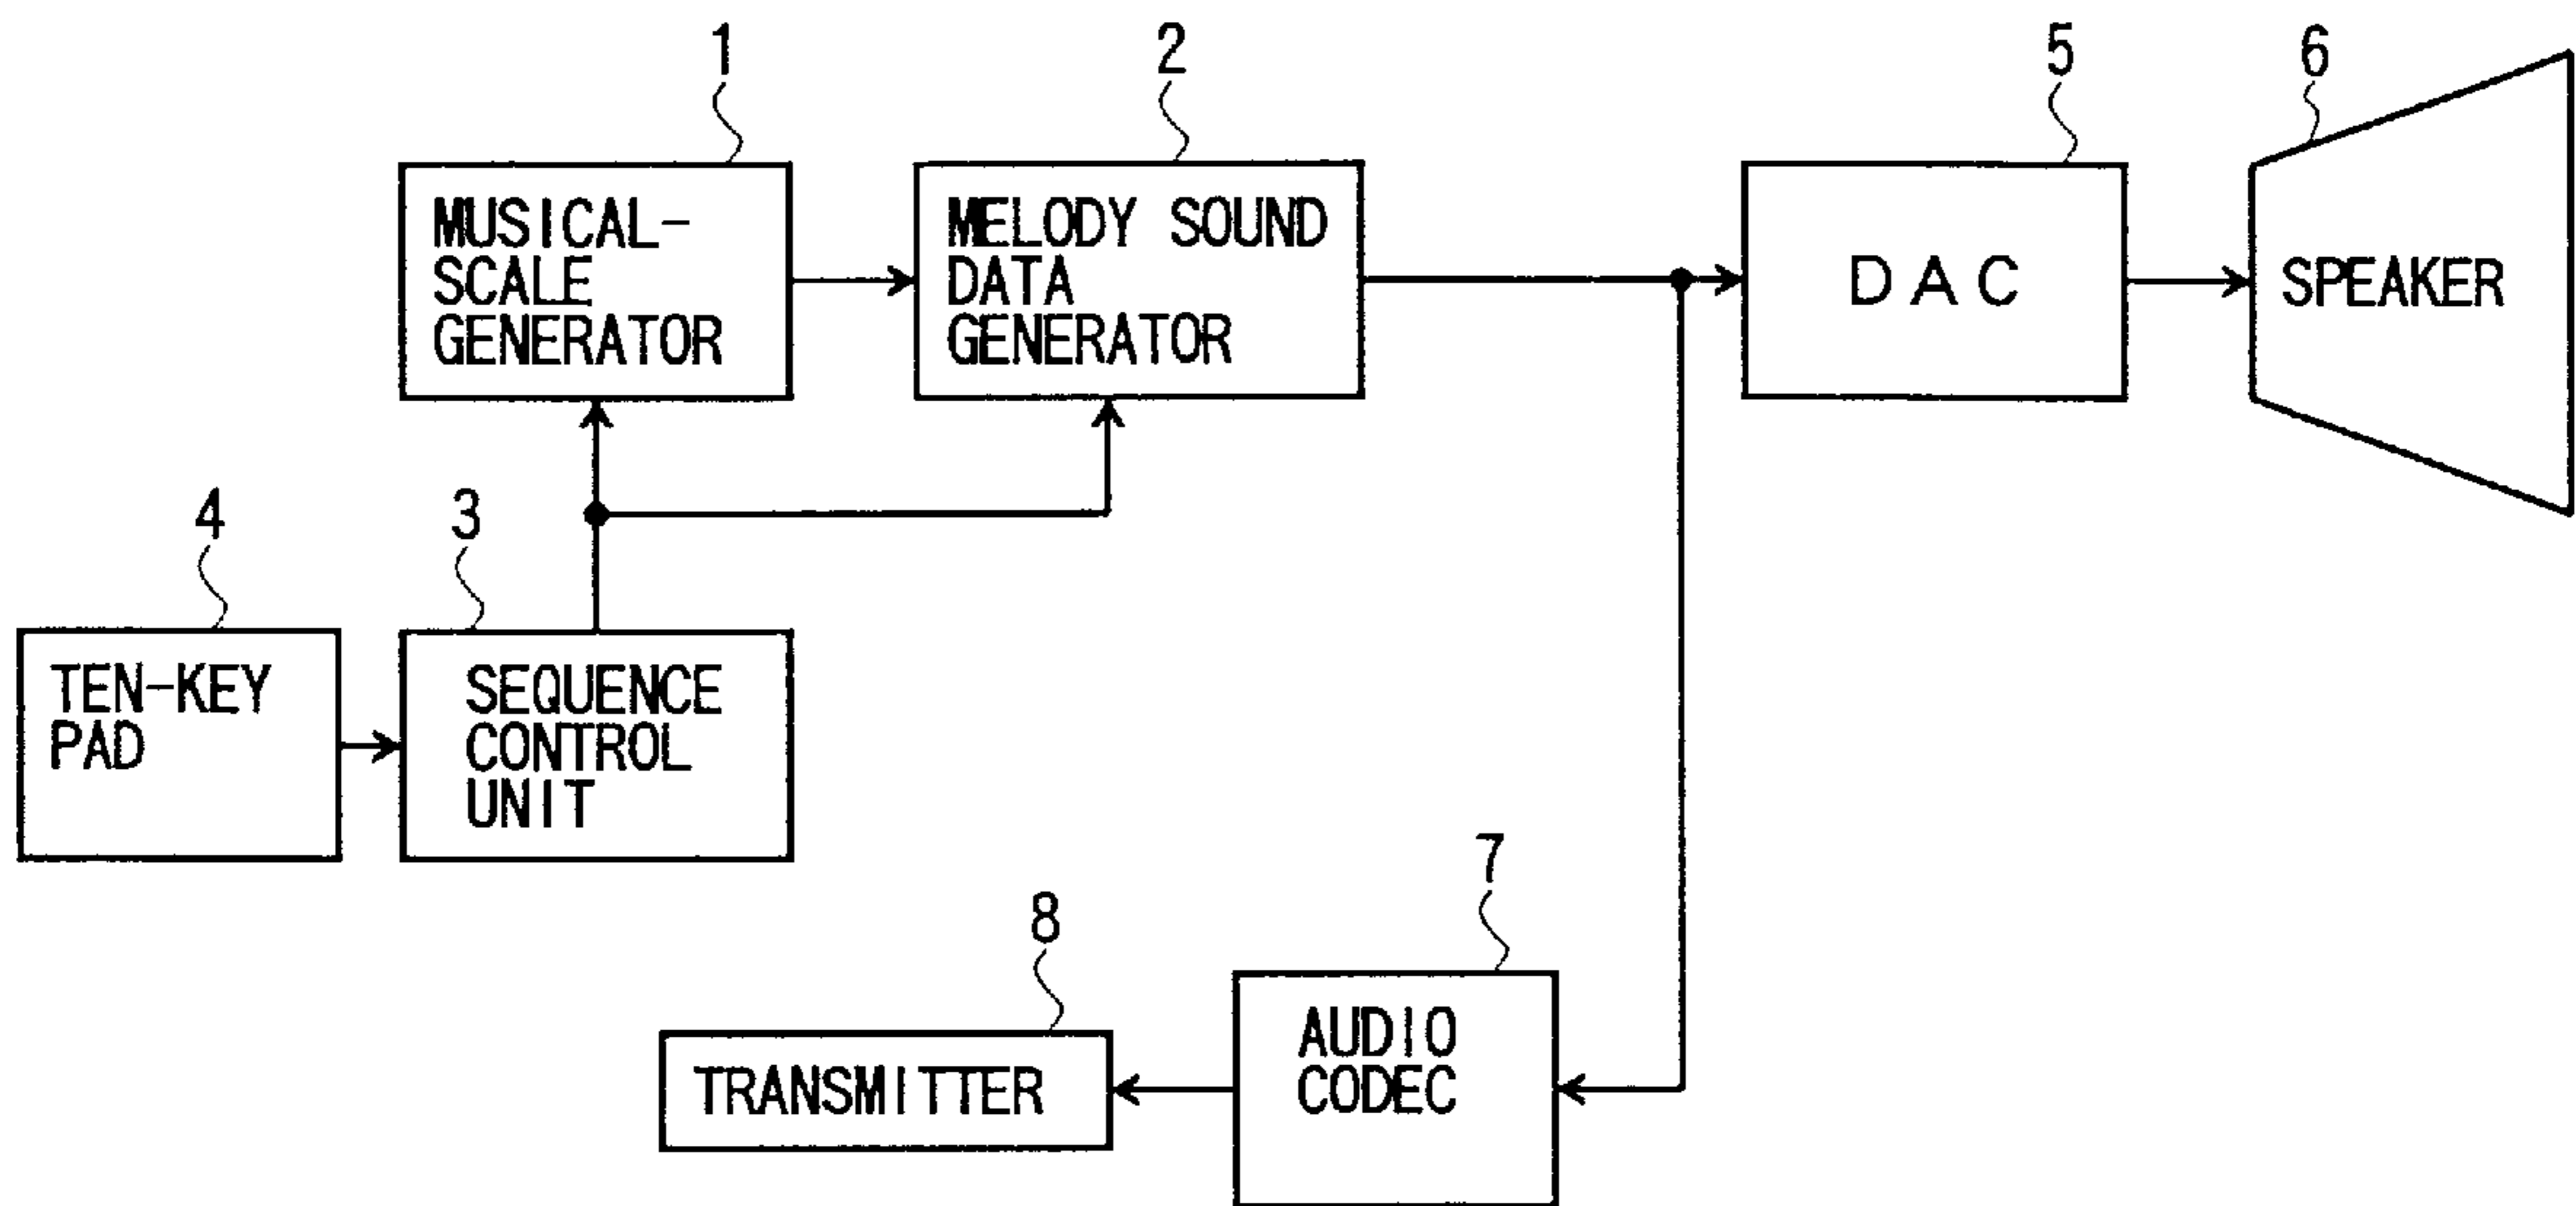 1
2
5
6
MUSICAL-
SCALE
GENERATOR
MELODY SOUND
DATA
GENERATOR
DAC
SPEAKER
4
3
TEN-KEY
PAD
SEQUENCE
CONTROL
UNIT
7
8
AUDIO
CODEC
TRANSMITTER